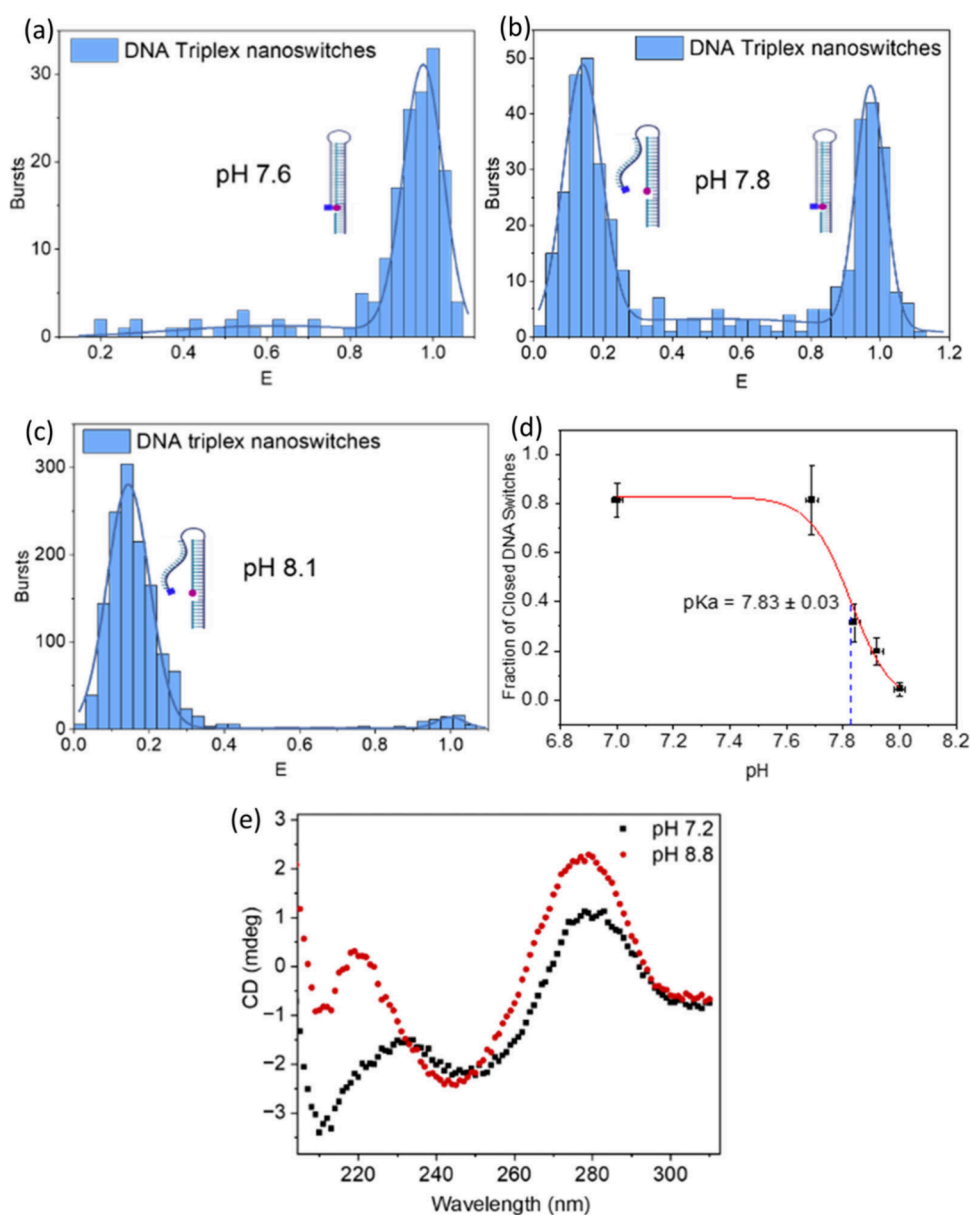 (a)
DNA Triplex nanoswitches
pH 7.6
Bursts
0
10
20
30
0.2
0.4
0.6
0.8
1.0
E
(b)
DNA Triplex nanoswitches
pH 7.8
Bursts
0
10
20
30
40
50
0.0
0.2
0.4
0.6
0.8
1.0
1.2
E
(c)
DNA triplex nanoswitches
pH 8.1
Bursts
0
100
200
300
0.0
0.2
0.4
0.6
0.8
1.0
E
(d)
Fraction of Closed DNA Switches
1.0
0.8
0.6
0.4
0.2
0.0
pKa = 7.83 ± 0.03
6.8
7.0
7.2
7.4
7.6
7.8
8.0
8.2
pH
(e)
pH 7.2
pH 8.8
CD (mdeg)
3
2
1
0
−1
−2
−3
220
240
260
280
300
Wavelength (nm)